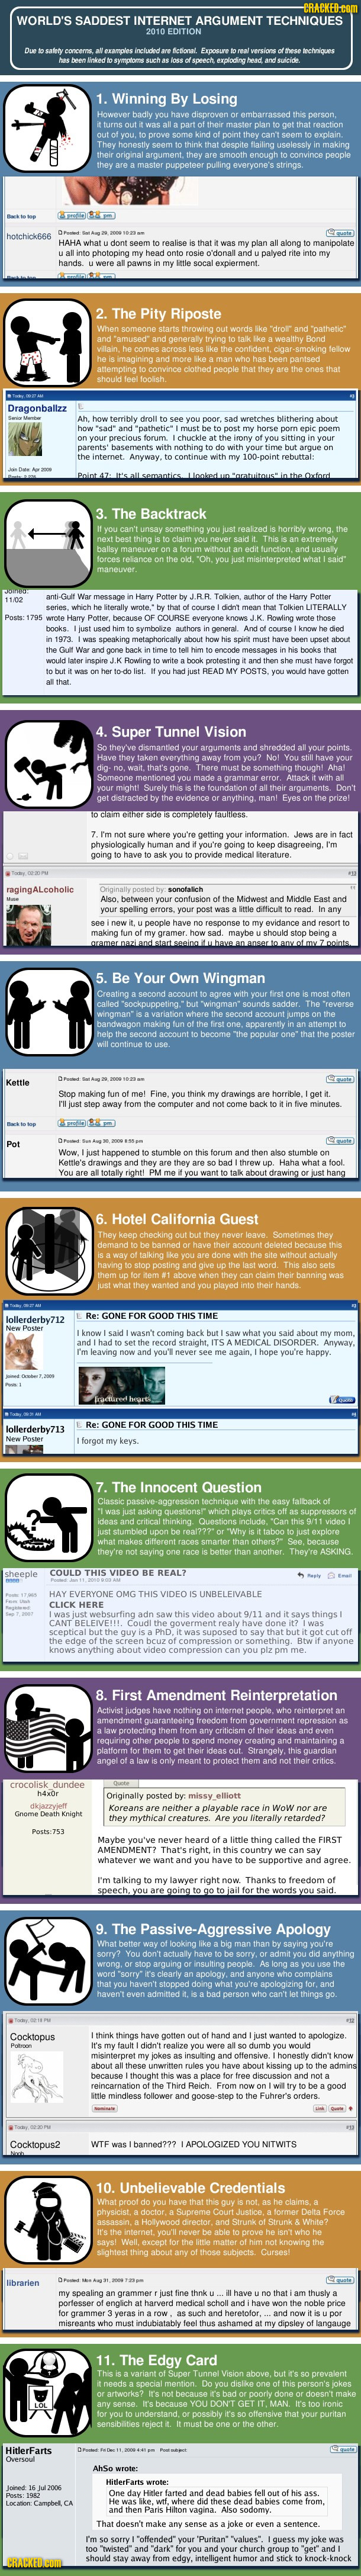 CRACKED.com
WORLD'S SADDEST INTERNET ARGUMENT TECHNIQUES
2010 EDITION
Due to safety concerns, all examples included are fictional. Exposure to real versions of these techniques
has been linked to symptoms such as loss of speech, exploding head, and suicide.
1. Winning By Losing
However badly you have disproven or embarrassed this person,
it turns out it was all a part of their master plan to get that reaction
out of you, to prove some kind of point they can't seem to explain.
They honestly seem to think that despite flailing uselessly in making
their original argument, they are smooth enough to convince people
they are a master puppeteer pulling everyone's strings.
Back to top
profile pm
hotchick666
Posted: Sat Aug 29, 2009 10:23 am
quote
HAHA what u dont seem to realise is that it was my plan all along to manipulate
u all into photoping my head onto rosie o'donall and u palyed rite into my
hands. u were all pawns in my little socal expierment.
Back to top
profile pm
2. The Pity Riposte
When someone starts throwing out words like "droll" and "pathetic"
and "amused" and generally trying to talk like a wealthy Bond
villain, he comes across less like the confident, cigar-smoking fellow
he is imagining and more like a man who has been pantsed
attempting to convince clothed people that they are the ones that
should feel foolish.
Today, 09:27 AM
Dragonballzz
Senior Member
Join Date: Apr 2009
Ah, how terribly droll to see you poor, sad wretches blithering about
how "sad" and "pathetic" I must be to post my horse porn epic poem
on your precious forum. I chuckle at the irony of you sitting in your
parents' basements with nothing to do with your time but argue on
the internet. Anyway, to continue with my 100-point rebuttal:
Point 47: It's all semantics. I looked up "gratuitous" in the Oxford
3. The Backtrack
If you can't unsay something you just realized is horribly wrong, the
next best thing is to claim you never said it. This is an extremely
ballsy maneuver on a forum without an edit function, and usually
forces reliance on the old, "Oh, you just misinterpreted what I said"
maneuver.
Joined:
11/02
Posts: 1795
anti-Gulf War message in Harry Potter by J.R.R. Tolkien, author of the Harry Potter
series, which he literally wrote," by that of course I didn't mean that Tolkien LITERALLY
wrote Harry Potter, because OF COURSE everyone knows J.K. Rowling wrote those
books. I just used him to symbolize authors in general. And of course I know he died
in 1973. I was speaking metaphorically about how his spirit must have been upset about
the Gulf War and gone back in time to tell him to encode messages in his books that
would later inspire J.K Rowling to write a book protesting it and then she must have forgot
to but it was on her to-do list. If you had just READ MY POSTS, you would have gotten
all that.
4. Super Tunnel Vision
So they've dismantled your arguments and shredded all your points.
Have they taken everything away from you? No! You still have your
dig- no, wait, that's gone. There must be something though! Aha!
Someone mentioned you made a grammar error. Attack it with all
your might! Surely this is the foundation of all their arguments. Don't
get distracted by the evidence or anything, man! Eyes on the prize!
to claim either side is completely faultless.
7. I'm not sure where you're getting your information. Jews are in fact
physiologically human and if you're going to keep disagreeing, I'm
going to have to ask you to provide medical literature.
Today, 02:20 PM
ragingALcoholic
Muse
Originally posted by: sonofalich
Also, between your confusion of the Midwest and Middle East and
your spelling errors, your post was a little difficult to read. In any
see i new it, u people have no response to my evidance and resort to
making fun of my gramer. how sad. maybe u should stop being a
gramer nazi and start seeing if u have an anser to any of my 7 points.
5. Be Your Own Wingman
Creating a second account to agree with your first one is most often
called "sockpuppeting," but "wingman" sounds sadder. The "reverse
wingman" is a variation where the second account jumps on the
bandwagon making fun of the first one, apparently in an attempt to
help the second account to become "the popular one" that the poster
will continue to use.
Kettle
Posted: Sat Aug 29, 2009 10:23 am
quote
Stop making fun of me! Fine, you think my drawings are horrible, I get it.
I'll just step away from the computer and not come back to it in five minutes.
Back to top
profile pm
Pot
Posted: Sun Aug 30, 2009 8:55 pm
quote
Wow, I just happened to stumble on this forum and then also stumble on
Kettle's drawings and they are they are so bad I threw up. Haha what a fool.
You are all totally right! PM me if you want to talk about drawing or just hang
6. Hotel California Guest
They keep checking out but they never leave. Sometimes they
demand to be banned or have their account deleted because this
is a way of talking like you are done with the site without actually
having to stop posting and give up the last word. This also sets
them up for item #1 above when they can claim their banning was
just what they wanted and you played into their hands.
Today, 09:27 AM
lollerderby712
New Poster
Joined: October 7, 2009
Posts: 1
Re: GONE FOR GOOD THIS TIME
I know I said I wasn't coming back but I saw what you said about my mom,
and I had to set the record straight, ITS A MEDICAL DISORDER. Anyway,
I'm leaving now and you'll never see me again, I hope you're happy.
fractured hearts
Quote
Today, 09:31 AM
lollerderby713
New Poster
Re: GONE FOR GOOD THIS TIME
I forgot my keys.
7. The Innocent Question
Classic passive-aggression technique with the easy fallback of
"I was just asking questions!" which plays critics off as suppressors of
ideas and critical thinking. Questions include, "Can this 9/11 video I
just stumbled upon be real???" or "Why is it taboo to just explore
what makes certain ethnicities more dishonest than others?" See, because
they're not saying one race is better than another. They're ASKING.
sheeple
Posts: 17,965
From: Utah
Registered:
Sep 7, 2007
COULD THIS VIDEO BE REAL?
Posted: Jan 11, 2010 9:03 AM
Reply Email
HAY EVERYONE OMG THIS VIDEO IS UNBELEIVABLE
CLICK HERE
I was just websurfing adn saw this video about 9/11 and it says things I
CANT BELEIVE!!!. Could the goverment really have done it? I was
sceptical but the guy is a PhD, it was suposed to say that but it got cut off
the edge of the screen bcuz of compression or something. Btw if anyone
knows anything about video compression can you plz pm me.
8. First Amendment Reinterpretation
Activist judges have nothing on internet people, who reinterpret an
amendment guaranteeing freedom from government repression as
a law protecting them from any criticism of their ideas and even
requiring other people to spend money creating and maintaining a
platform for them to get their ideas out. Strangely, this guardian
angel of a law is only meant to protect them and not their critics.
crocolisk_dundee
h4x0r
dkjazzyjeff
Gnome Death Knight
Posts:753
Quote
Originally posted by: missy_elliott
Koreans are neither a playable race in WoW nor are
they mythical creatures. Are you literally retarded?
Maybe you've never heard of a little thing called the FIRST
AMENDMENT? That's right, in this country we can say
whatever we want and you have to be supportive and agree.
I'm talking to my lawyer right now. Thanks to freedom of
speech, you are going to go to jail for the words you said.
9. The Passive-Aggressive Apology
What better way of looking like a big man than by saying you're
sorry? You don't actually have to be sorry, or admit you did anything
wrong, or stop arguing or insulting people. As long as you use the
word "sorry" it's clearly an apology, and anyone who complains
that you haven't stopped doing what you're apologizing for, and
haven't even admitted it, is a bad person who can't let things go.
Today, 02:18 PM
Cocktopus
Poltroon
I think things have gotten out of hand and I just wanted to apologize.
It's my fault I didn't realize you were all so dumb you would
misinterpret my jokes as insulting and offensive. I honestly didn't know
about all these unwritten rules you have about kissing up to the admins
because I thought this was a place for free discussion and not a
reincarnation of the Third Reich. From now on I will try to be a good
little mindless follower and goose-step to the Fuhrer's orders.
Nominate
Link Quote
Today, 02:30 PM
Cocktopus2
Noob
WTF was I banned??? I APOLOGIZED YOU NITWITS
10. Unbelievable Credentials
What proof do you have that this guy is not, as he claims, a
physicist, a doctor, a Supreme Court Justice, a former Delta Force
assassin, a Hollywood director, and Strunk of Strunk & White?
It's the internet, you'll never be able to prove he isn't who he
says! Well, except for the little matter of him not knowing the
slightest thing about any of those subjects. Curses!
librarien
Posted: Mon Aug 31, 2009 7:23 pm
quote
my spealing an grammer r just fine thnk u ... ill have u no that i am thusly a
porfesser of englich at harverd medical scholl and i have won the noble price
for grammer 3 yeras in a row , as such and heretofor, ... and now it is u por
misreants who must indubiatably feel thus ashamed at my dipsley of langauge
11. The Edgy Card
This is a variant of Super Tunnel Vision above, but it's so prevalent
it needs a special mention. Do you dislike one of this person's jokes
or artworks? It's not because it's bad or poorly done or doesn't make
any sense. It's because YOU DON'T GET IT, MAN. It's too ironic
for you to understand, or possibly it's so offensive that your puritan
sensibilities reject it. It must be one or the other.
LOL
HitlerFarts
Oversoul
Joined: 16 Jul 2006
Posts: 1982
Location: Campbell, CA
Posted: Fri Dec 11, 2009 4:41 pm Post subject:
quote
AhSo wrote:
HitlerFarts wrote:
One day Hitler farted and dead babies fell out of his ass.
He was like, wtf, where did these dead babies come from,
and then Paris Hilton vagina. Also sodomy.
That doesn't make any sense as a joke or even a sentence.
I'm so sorry I "offended" your "Puritan" "values". I guess my joke was
too "twisted" and "dark" for you and your church group to "get" and I
should stay away from edgy, intelligent humor and stick to knock-knock
CRACKED.com